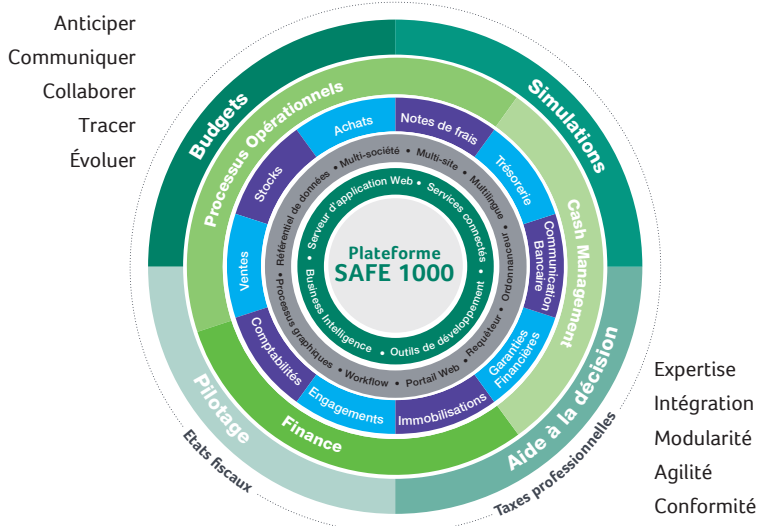 Anticiper
Communiquer
Collaborer
Tracer
Évoluer
Budgets
Simulations
Aide à la décision
Pilotage
Processus Opérationnels
Cash Management
Finance
Achats
Notes de frais
Trésorerie
Communication
Bancaire
Garanties
Financières
Immobilisations
Engagements
Comptabilités
Ventes
Stocks
• Référentiel de données • Multi-société • Multi-site • Multilingue • Ordonnanceur
• Requêteur • Portail Web • Workflow • Processus graphiques
• Serveur d'application Web • Services connectés
• Outils de développement • Business Intelligence
Plateforme
SAFE 1000
Etats fiscaux
Taxes professionnelles
Expertise
Intégration
Modularité
Agilité
Conformité